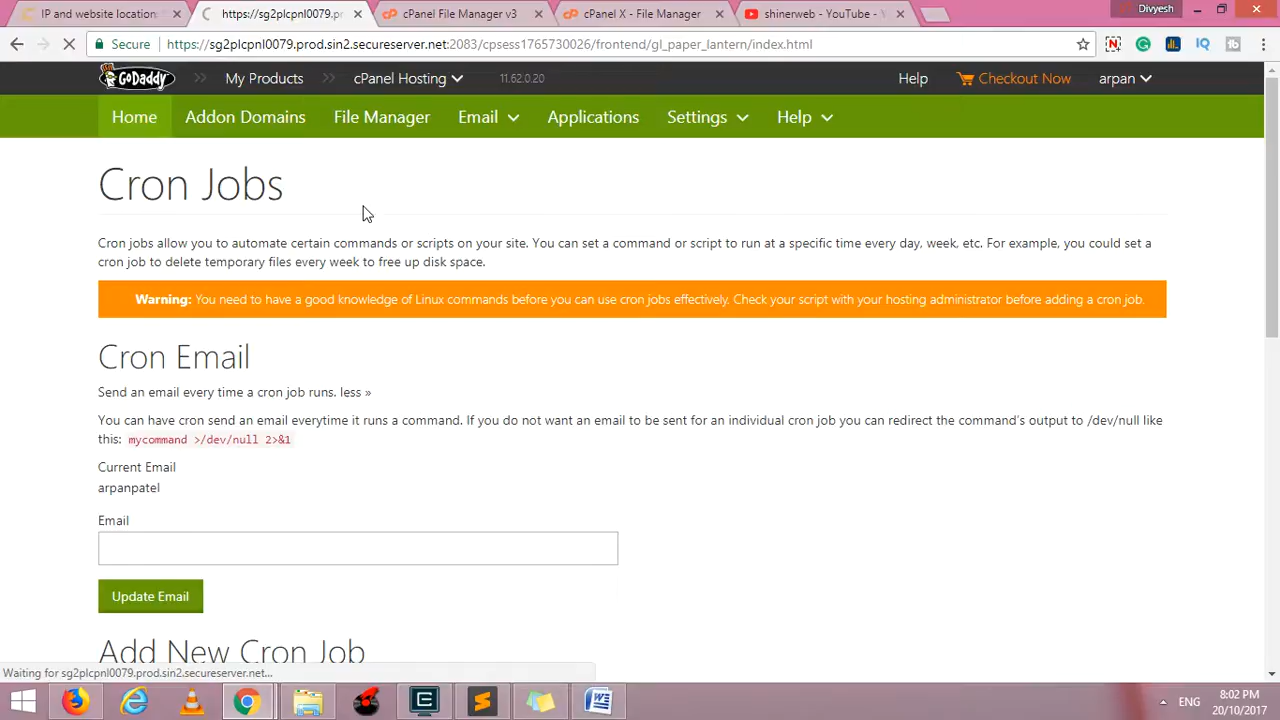 Divyesh
IP and website location:
https://sg2plcpnl0079.pr
cPanel File Manager v3
cPanel X - File Manager
shinerweb - YouTube - Y
Secure
https://sg2plcpnl0079.prod.sin2.secureserver.net:2083/cpsess1765730026/frontend/gl_paper_lantern/index.html
GoDaddy
My Products
cPanel Hosting
11.62.0.20
Help
Checkout Now
arpan
Home
Addon Domains
File Manager
Email
Applications
Settings
Help
Cron Jobs
Cron jobs allow you to automate certain commands or scripts on your site. You can set a command or script to run at a specific time every day, week, etc. For example, you could set a
cron job to delete temporary files every week to free up disk space.
Warning: You need to have a good knowledge of Linux commands before you can use cron jobs effectively. Check your script with your hosting administrator before adding a cron job.
Cron Email
Send an email every time a cron job runs. less »
You can have cron send an email everytime it runs a command. If you do not want an email to be sent for an individual cron job you can redirect the command's output to /dev/null like
this: mycommand >/dev/null 2>&1
Current Email
arpanpatel
Email
Update Email
Add New Cron Job
Waiting for sg2plcpnl0079.prod.sin2.secureserver.net...
ENG
8:02 PM
20/10/2017